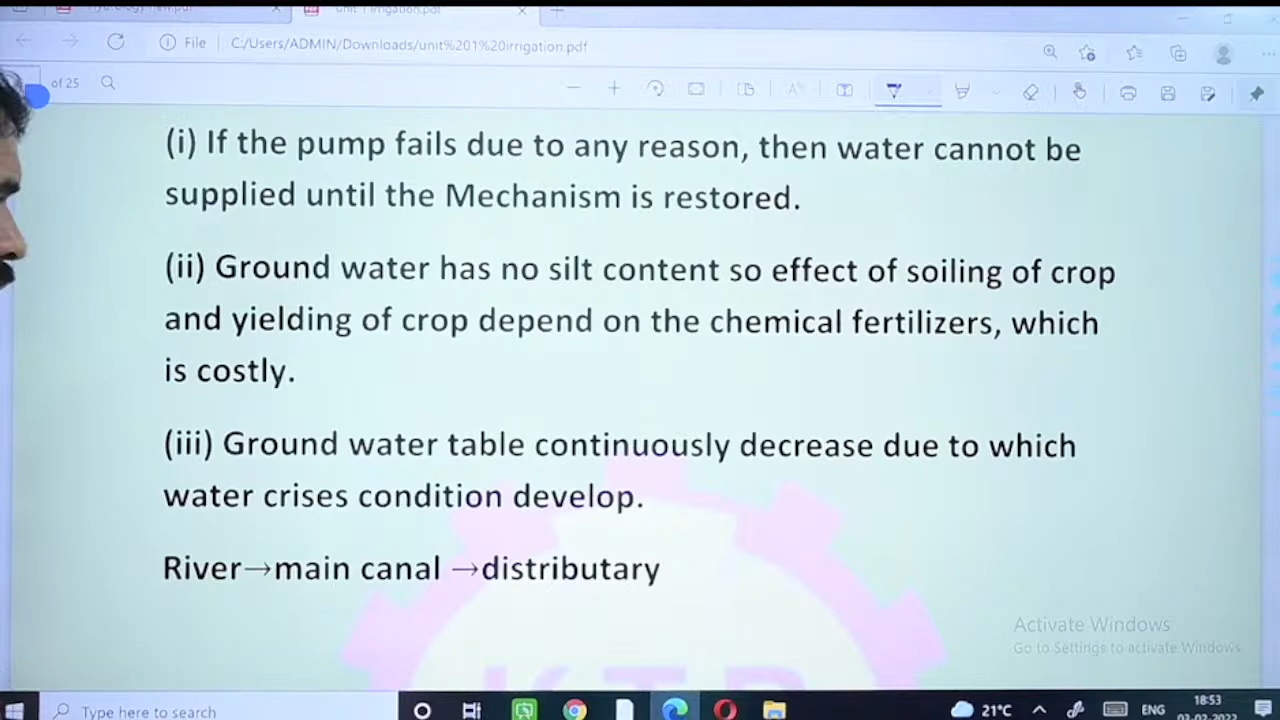 File
C:/Users/ADMIN/Downloads/unit%201%20irrigation.pdf
of 25
(i) If the pump fails due to any reason, then water cannot be
supplied until the Mechanism is restored.
(ii) Ground water has no silt content so effect of soiling of crop
and yielding of crop depend on the chemical fertilizers, which
is costly.
(iii) Ground water table continuously decrease due to which
water crises condition develop.
River→main canal →distributary
Activate Windows
Go to Settings to activate Windows.
Type here to search
21°C
ENG
18:53